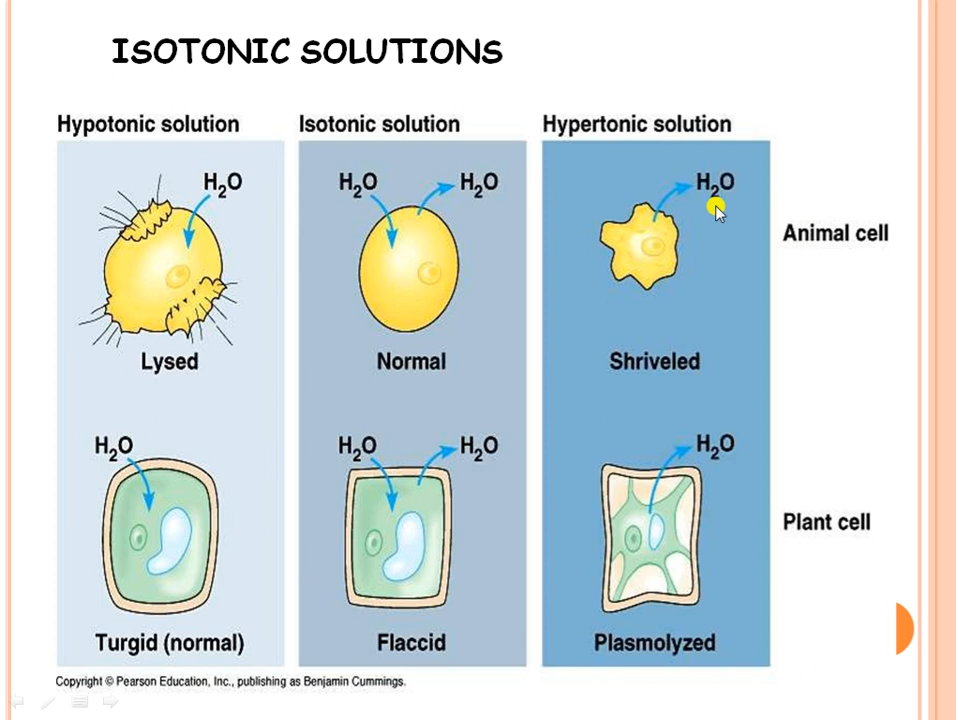 ISOTONIC SOLUTIONS
Hypotonic solution
Isotonic solution
Hypertonic solution
H₂O
H₂O
H₂O
H₂O
Animal cell
Lysed
Normal
Shriveled
H₂O
H₂O
H₂O
H₂O
Plant cell
Turgid (normal)
Flaccid
Plasmolyzed
Copyright © Pearson Education, Inc., publishing as Benjamin Cummings.